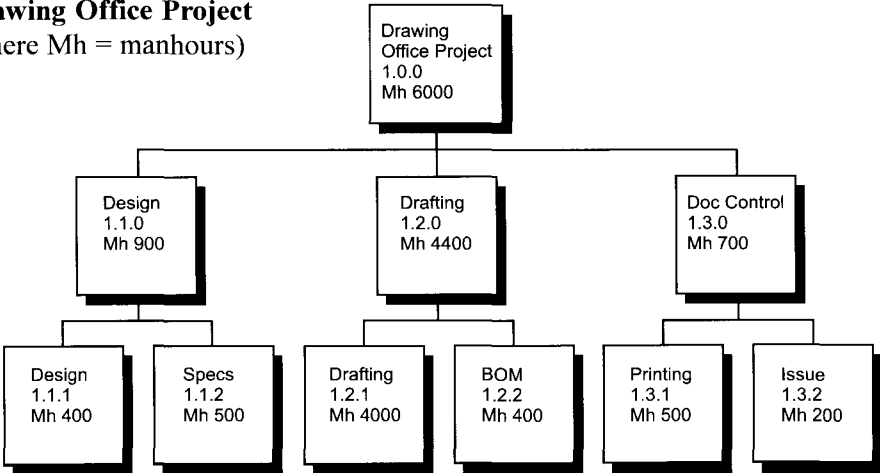 Office Project
(where Mh = manhours)
Drawing
Office Project
1.0.0
Mh 6000
Design
1.1.0
Mh 900
Drafting
1.2.0
Mh 4400
Doc Control
1.3.0
Mh 700
Design
1.1.1
Mh 400
Specs
1.1.2
Mh 500
Drafting
1.2.1
Mh 4000
BOM
1.2.2
Mh 400
Printing
1.3.1
Mh 500
Issue
1.3.2
Mh 200